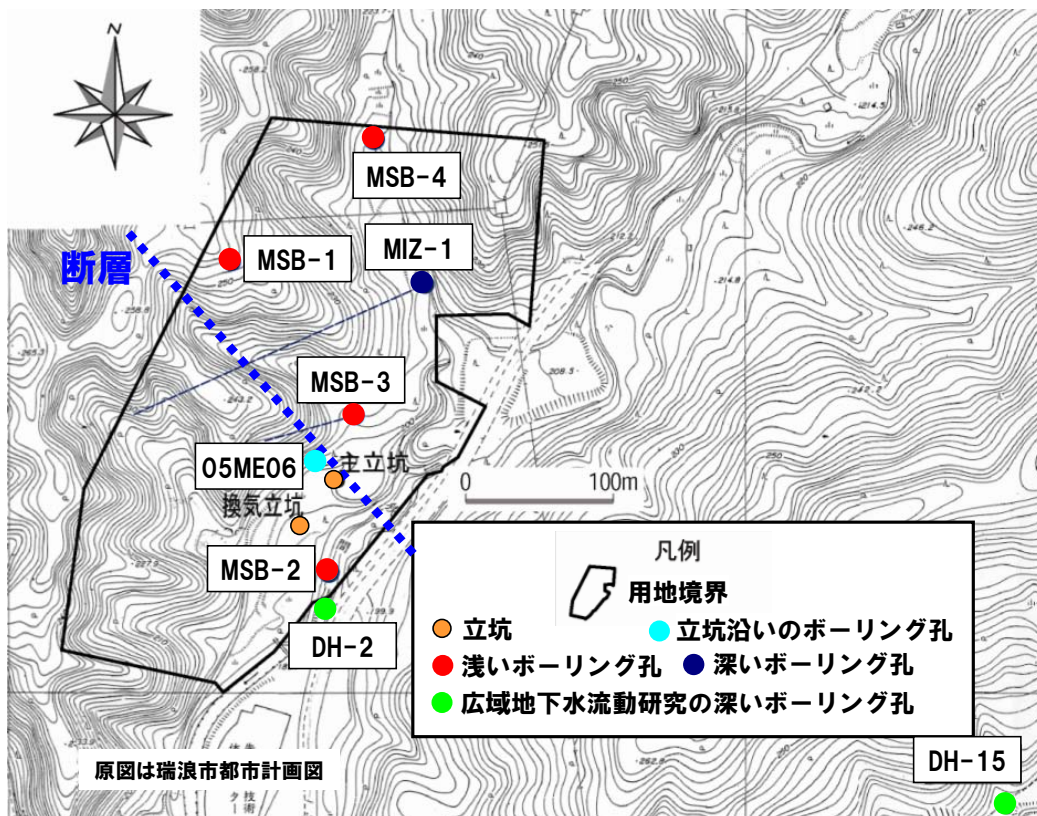 N
MSB-4
MIZ-1
MSB-1
断層
MSB-3
05ME06
主立坑
換気立坑
0 100m
MSB-2
DH-2
凡例
用地境界
立坑
立坑沿いのボーリング孔
浅いボーリング孔
深いボーリング孔
広域地下水流動研究の深いボーリング孔
DH-15
原図は瑞浪市都市計画図